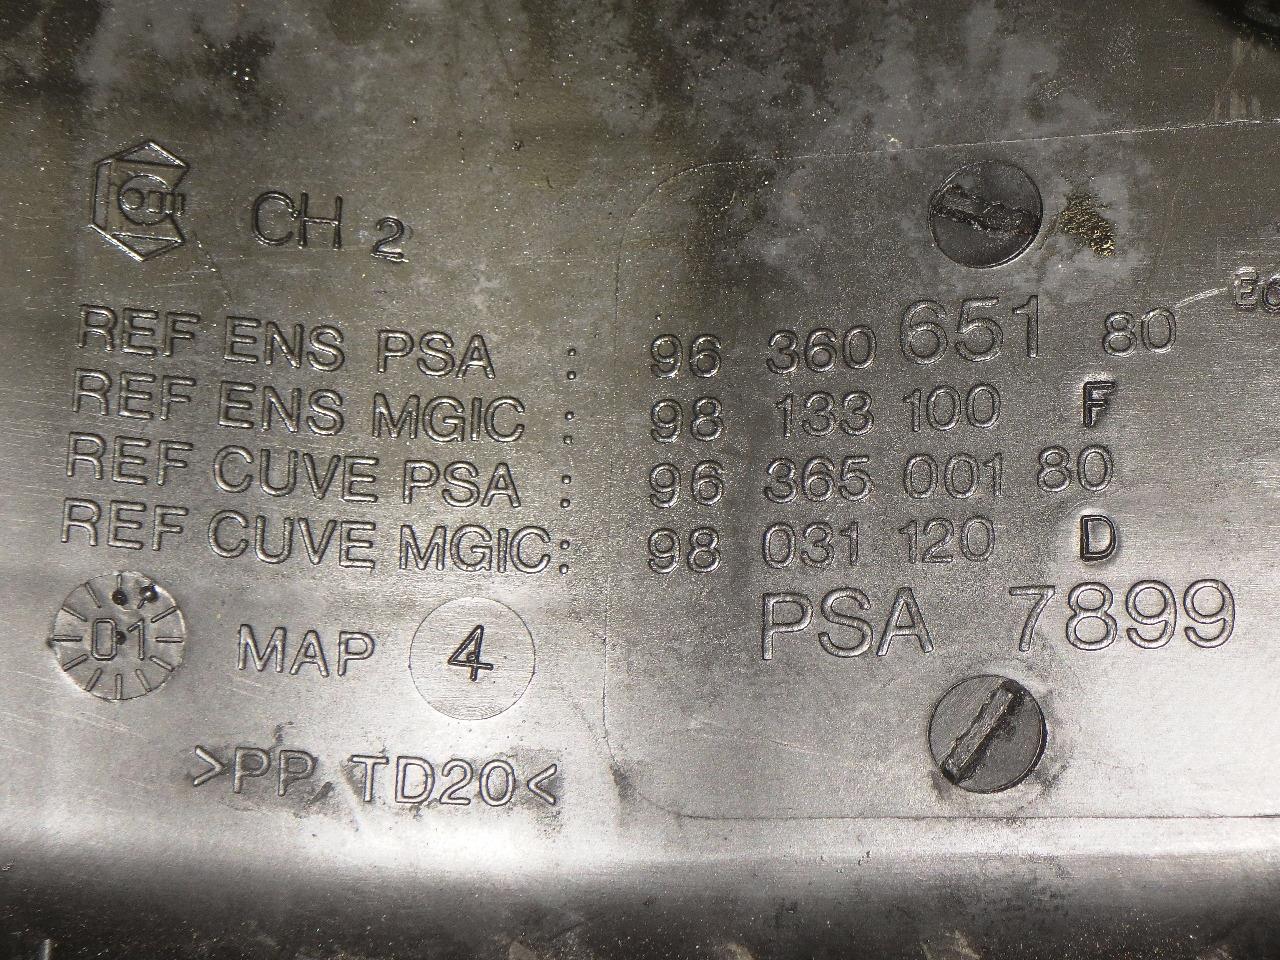 CH 2
REF ENS PSA : 96 360 651 80
REF ENS MGIC : 98 133 100 F
REF CUVE PSA : 96 365 001 80
REF CUVE MGIC: 98 031 120 D
PSA 7899
01 MAP 4
>PP TD20<